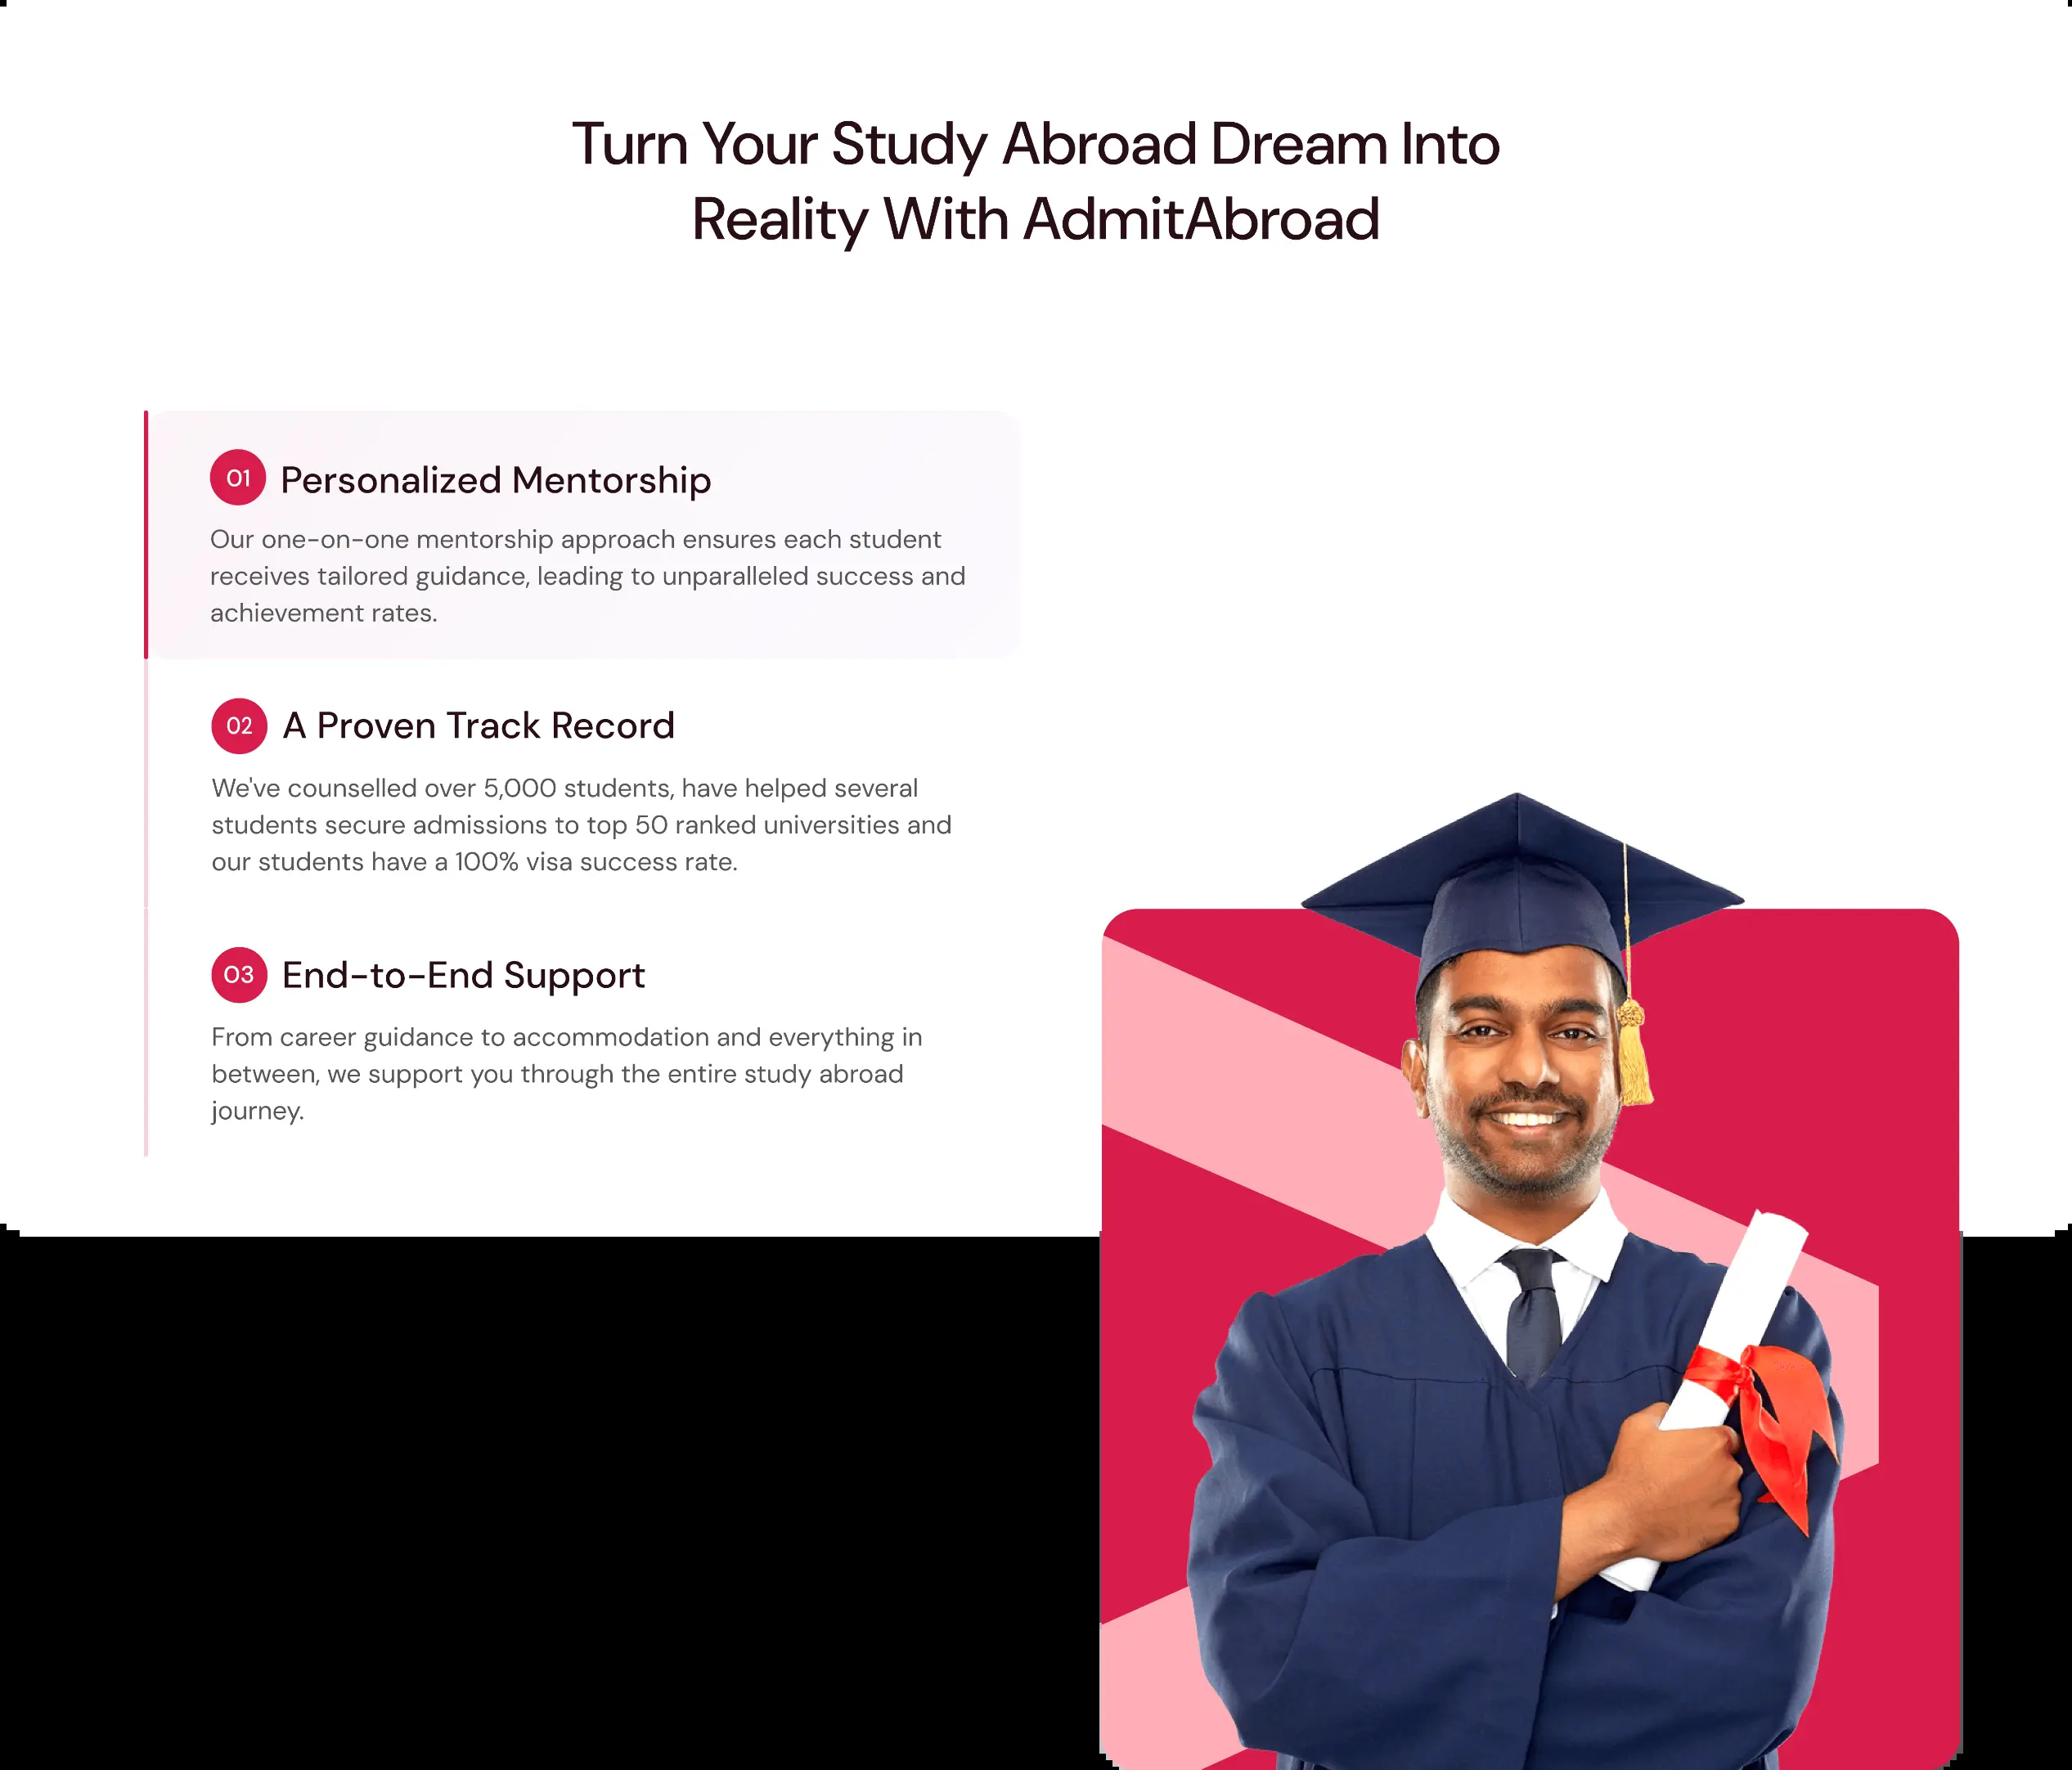 Turn Your Study Abroad Dream Into
Reality With AdmitAbroad
01 Personalized Mentorship
Our one-on-one mentorship approach ensures each student
receives tailored guidance, leading to unparalleled success and
achievement rates.
02 A Proven Track Record
We've counselled over 5,000 students, have helped several
students secure admissions to top 50 ranked universities and
our students have a 100% visa success rate.
03 End-to-End Support
From career guidance to accommodation and everything in
between, we support you through the entire study abroad
journey.